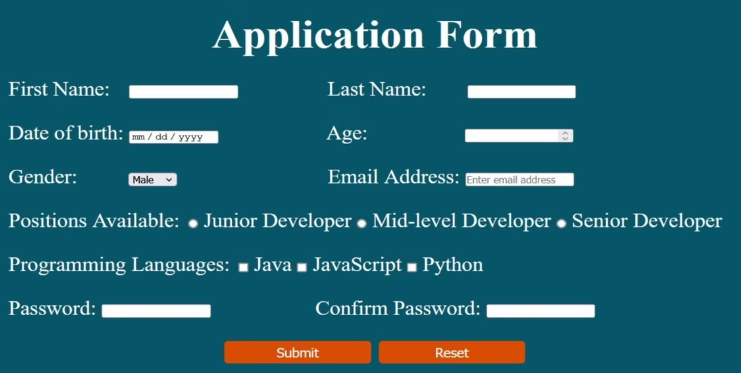 Application Form
First Name: Last Name:
Date of birth: mm / dd / yyyy Age:
Gender: Male Email Address: Enter email address
Positions Available: Junior Developer Mid-level Developer Senior Developer
Programming Languages: Java JavaScript Python
Password: Confirm Password:
Submit Reset